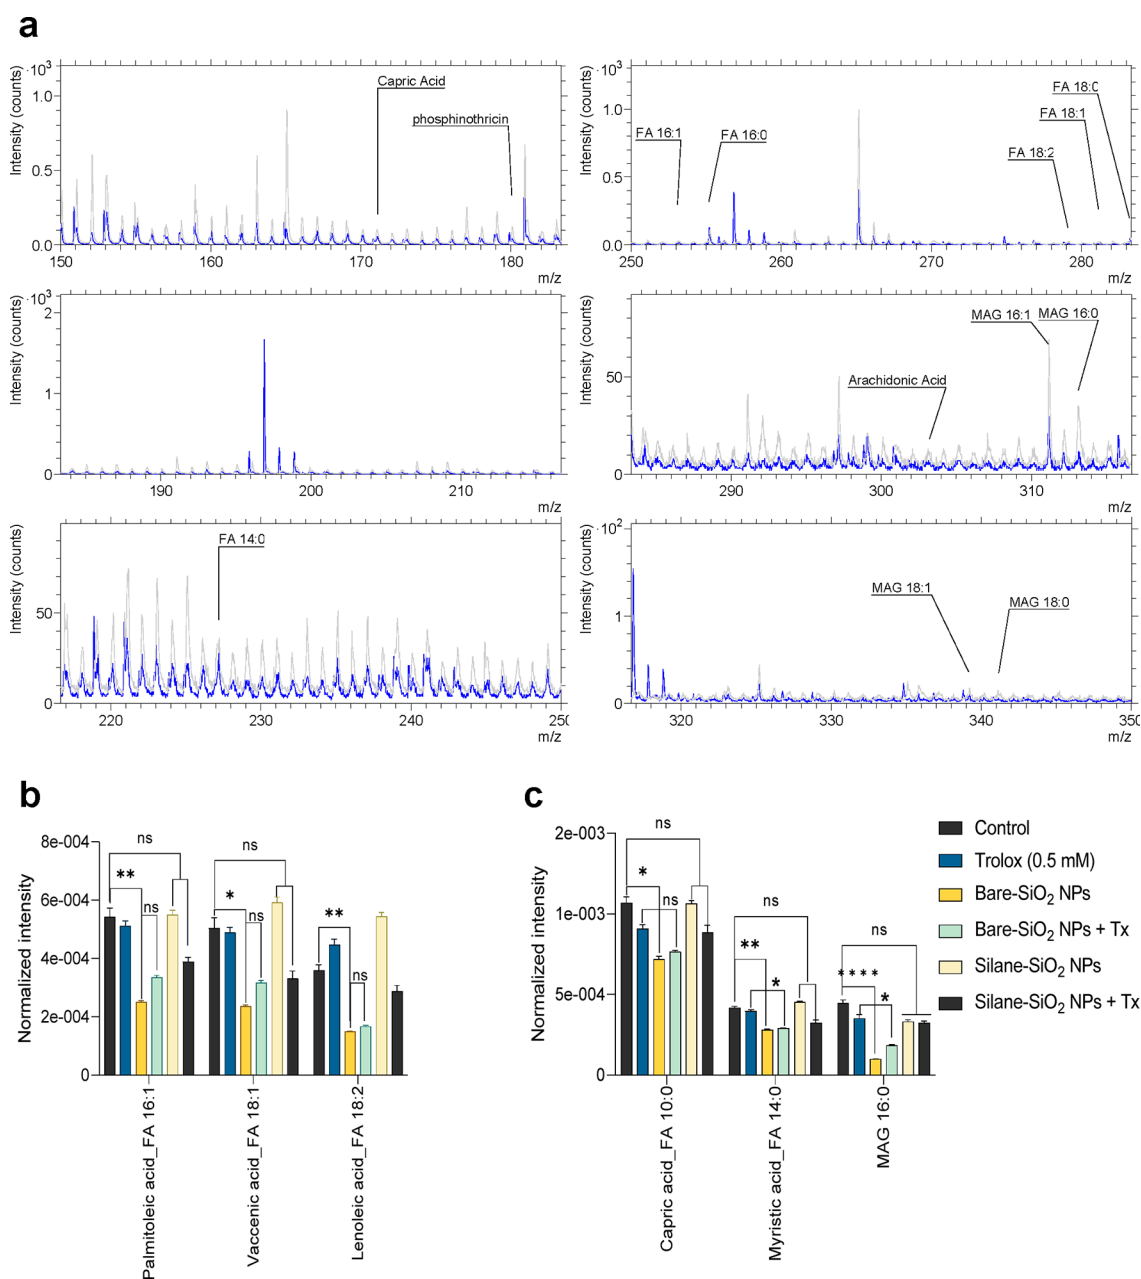 a
·10³
Intensity (counts)
1.0
0.5
0.0
Capric Acid
phosphinothricin
150
160
170
180
m/z
·10³
Intensity (counts)
1.0
0.5
0.0
FA 16:1
FA 16:0
FA 18:2
FA 18:1
FA 18:0
250
260
270
280
m/z
·10³
Intensity (counts)
2
1
0
190
200
210
m/z
Intensity (counts)
50
0
Arachidonic Acid
MAG 16:1
MAG 16:0
290
300
310
m/z
Intensity (counts)
50
0
FA 14:0
220
230
240
250
m/z
·10²
Intensity (counts)
1
0
MAG 18:1
MAG 18:0
320
330
340
350
m/z
b
Normalized intensity
8e-004
6e-004
4e-004
2e-004
0
ns
**
ns
ns
*
ns
**
ns
Palmitoleic acid_FA 16:1
Vaccenic acid_FA 18:1
Lenoleic acid_FA 18:2
c
Normalized intensity
2e-003
1e-003
5e-004
0
ns
*
ns
ns
**
*
ns
****
*
Capric acid_FA 10:0
Myristic acid_FA 14:0
MAG 16:0
Control
Trolox (0.5 mM)
Bare-SiO₂ NPs
Bare-SiO₂ NPs + Tx
Silane-SiO₂ NPs
Silane-SiO₂ NPs + Tx